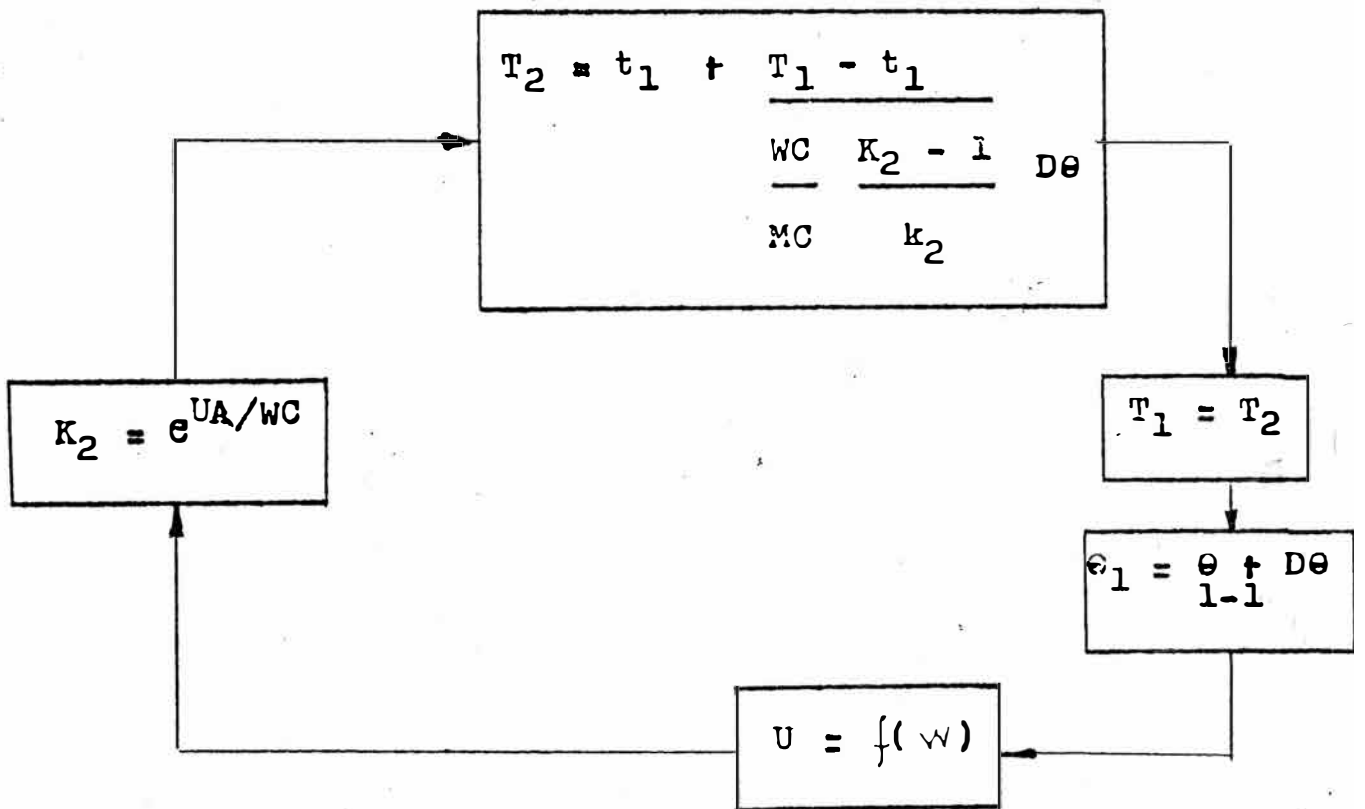 T₂ = t₁ + T₁ - t₁
WC K₂ - 1 Dθ
MC k₂
T₁ = T₂
θ₁ = θ + Dθ
1-1
U = f(W)
K₂ = e^UA/WC